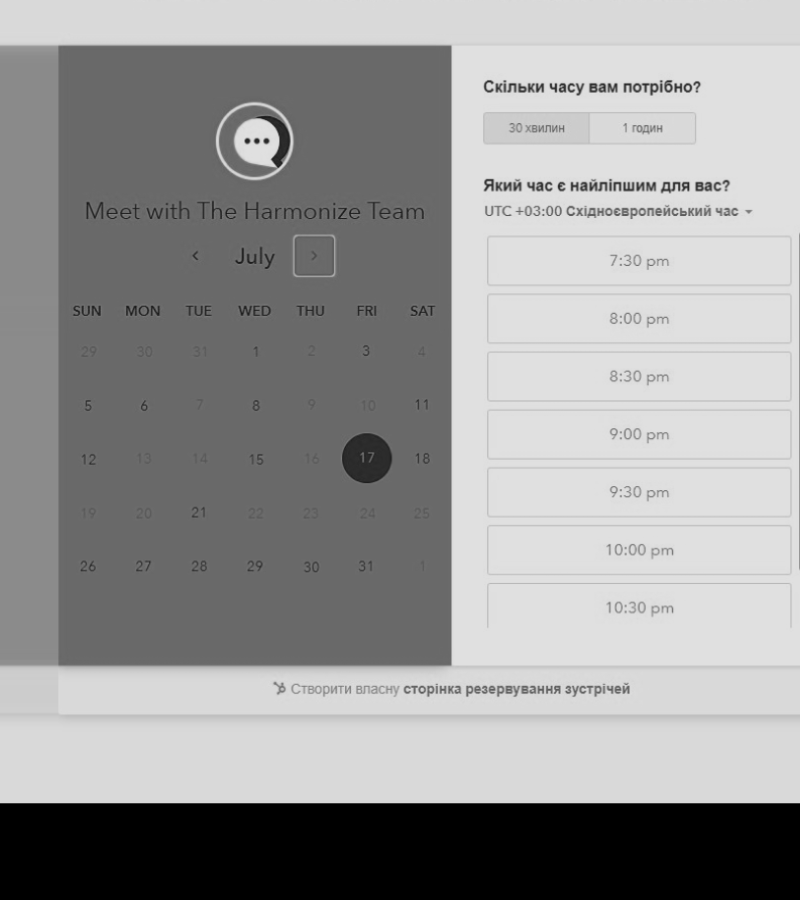 Meet with The Harmonize Team
July
SUN MON TUE WED THU FRI SAT
29 30 31 1 2 3 4
5 6 7 8 9 10 11
12 13 14 15 16 17 18
19 20 21 22 23 24 25
26 27 28 29 30 31 1
Скільки часу вам потрібно?
30 хвилин 1 годин
Який час є найліпшим для вас?
UTC +03:00 Східноєвропейський час
7:30 pm
8:00 pm
8:30 pm
9:00 pm
9:30 pm
10:00 pm
10:30 pm
Створити власну сторінка резервування зустрічей